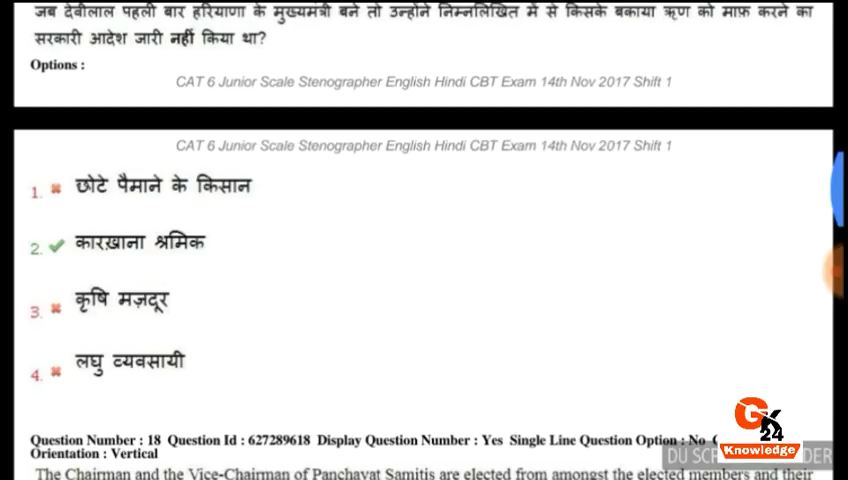 जब देवीलाल पहली बार हरियाणा के मुख्यमंत्री बने तो उन्होने निम्नलिखित में से किसके बकाया ऋण को माफ़ करने का
सरकारी आदेश जारी नहीं किया था?
Options :
CAT 6 Junior Scale Stenographer English Hindi CBT Exam 14th Nov 2017 Shift 1
CAT 6 Junior Scale Stenographer English Hindi CBT Exam 14th Nov 2017 Shift 1
1. ✖ छोटे पैमाने के किसान
2. ✔ कारख़ाना श्रमिक
3. ✖ कृषि मज़दूर
4. ✖ लघु व्यवसायी
Question Number : 18 Question Id : 627289618 Display Question Number : Yes Single Line Question Option : No
Orientation : Vertical
The Chairman and the Vice-Chairman of Panchayat Samitis are elected from amongst the elected members and their
GK
24
Knowledge